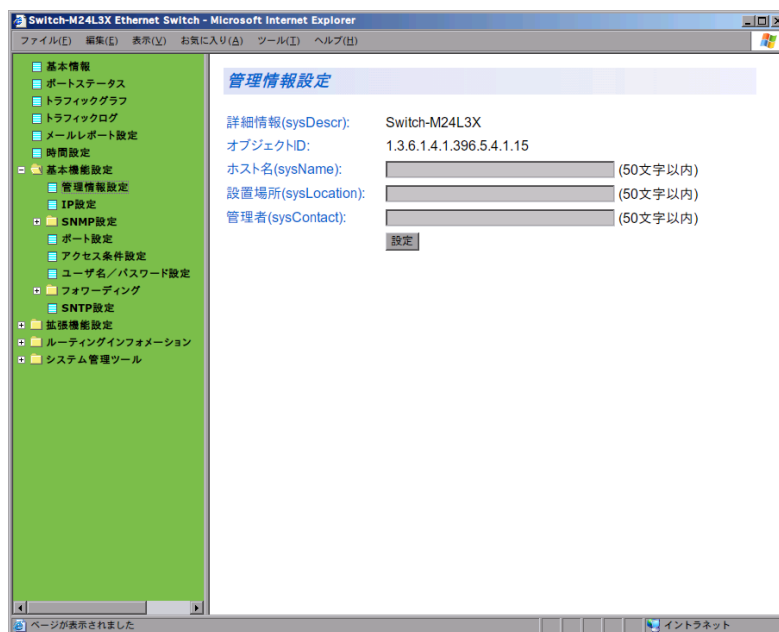 Switch-M24L3X Ethernet Switch - Microsoft Internet Explorer
ファイル(F) 編集(E) 表示(V) お気に入り(A) ツール(T) ヘルプ(H)
基本情報
ポートステータス
トラフィックグラフ
トラフィックログ
メールレポート設定
時間設定
基本機能設定
管理情報設定
IP設定
SNMP設定
ポート設定
アクセス条件設定
ユーザ名／パスワード設定
フォワーディング
SNTP設定
拡張機能設定
ルーティングインフォメーション
システム管理ツール
管理情報設定
詳細情報(sysDescr): Switch-M24L3X
オブジェクトID: 1.3.6.1.4.1.396.5.4.1.15
ホスト名(sysName): (50文字以内)
設置場所(sysLocation): (50文字以内)
管理者(sysContact): (50文字以内)
設定
ページが表示されました イントラネット